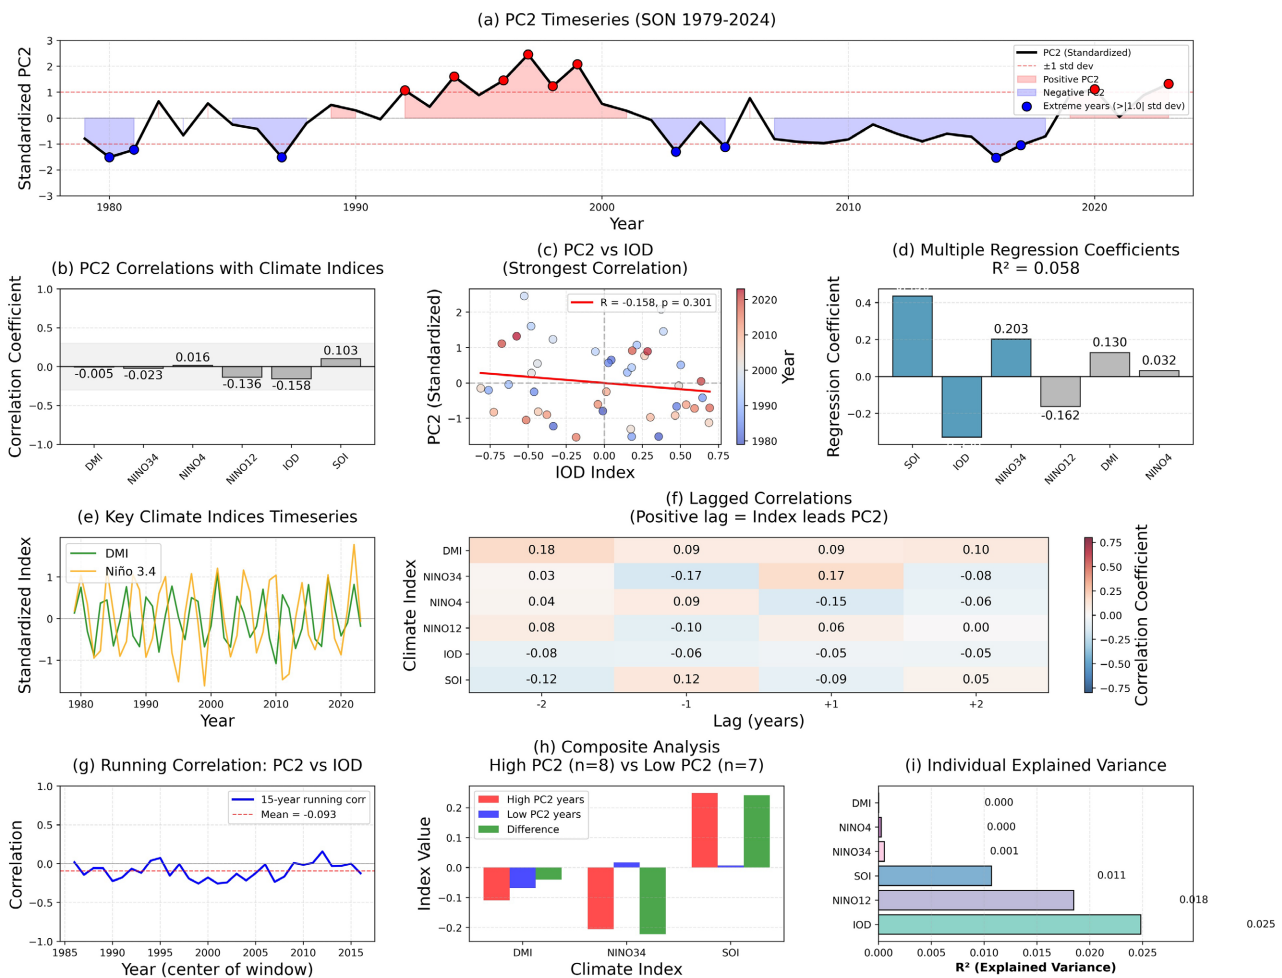 (a) PC2 Timeseries (SON 1979-2024)
Standardized PC2
3
2
1
0
−1
−2
−3
PC2 (Standardized)
±1 std dev
Positive PC2
Negative PC2
Extreme years (>|1.0| std dev)
1980
1990
2000
2010
2020
Year
(b) PC2 Correlations with Climate Indices
Correlation Coefficient
1.0
0.5
0.0
−0.5
−1.0
-0.005
-0.023
0.016
-0.136
-0.158
0.103
DMI
NINO34
NINO4
NINO12
IOD
SOI
(c) PC2 vs IOD
(Strongest Correlation)
PC2 (Standardized)
2
1
0
−1
R = -0.158, p = 0.301
−0.75
−0.50
−0.25
0.00
0.25
0.50
0.75
IOD Index
2020
2010
2000
1990
1980
Year
(d) Multiple Regression Coefficients
R² = 0.058
Regression Coefficient
0.4
0.2
0.0
−0.2
0.203
-0.162
0.130
0.032
SOI
IOD
NINO34
NINO12
DMI
NINO4
(e) Key Climate Indices Timeseries
Standardized Index
1
0
−1
DMI
Niño 3.4
1980
1990
2000
2010
2020
Year
(f) Lagged Correlations
(Positive lag = Index leads PC2)
Climate Index
DMI 0.18 0.09 0.09 0.10
NINO34 0.03 -0.17 0.17 -0.08
NINO4 0.04 0.09 -0.15 -0.06
NINO12 0.08 -0.10 0.06 0.00
IOD -0.08 -0.06 -0.05 -0.05
SOI -0.12 0.12 -0.09 0.05
-2
-1
+1
+2
Lag (years)
0.75
0.50
0.25
0.00
−0.25
−0.50
−0.75
Correlation Coefficient
(g) Running Correlation: PC2 vs IOD
Correlation
1.0
0.5
0.0
−0.5
−1.0
15-year running corr
Mean = -0.093
1985
1990
1995
2000
2005
2010
2015
Year (center of window)
(h) Composite Analysis
High PC2 (n=8) vs Low PC2 (n=7)
Index Value
0.2
0.1
0.0
−0.1
−0.2
High PC2 years
Low PC2 years
Difference
DMI
NINO34
SOI
Climate Index
(i) Individual Explained Variance
DMI 0.000
NINO4 0.000
NINO34 0.001
SOI 0.011
NINO12 0.018
IOD 0.025
0.000
0.005
0.010
0.015
0.020
0.025
R² (Explained Variance)